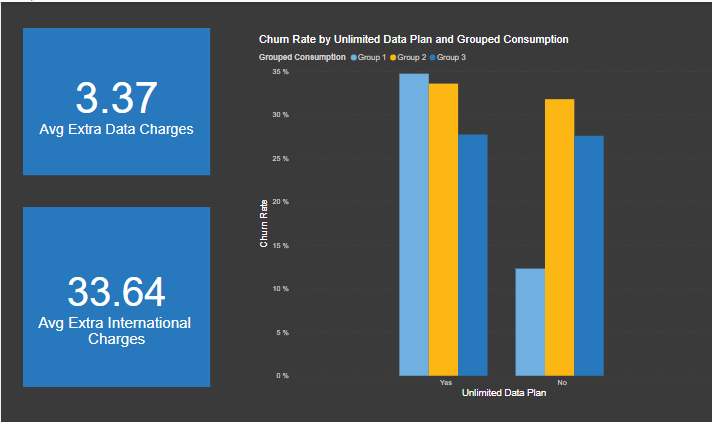 3.37
Avg Extra Data Charges
33.64
Avg Extra International
Charges
Churn Rate by Unlimited Data Plan and Grouped Consumption
Grouped Consumption Group 1 Group 2 Group 3
35 %
30 %
25 %
20 %
15 %
10 %
5 %
0 %
Churn Rate
Yes No
Unlimited Data Plan